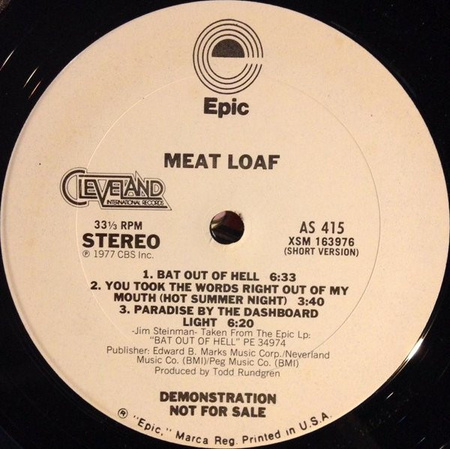 Epic
MEAT LOAF
CLEVELAND
INTERNATIONAL RECORDS
33⅓ RPM
STEREO
℗ 1977 CBS Inc.
AS 415
XSM 163976
(SHORT VERSION)
1. BAT OUT OF HELL 6:33
2. YOU TOOK THE WORDS RIGHT OUT OF MY
MOUTH (HOT SUMMER NIGHT) 3:40
3. PARADISE BY THE DASHBOARD
LIGHT 6:20
-Jim Steinman- Taken From The Epic Lp:
"BAT OUT OF HELL" PE 34974
Publisher: Edward B. Marks Music Corp./Neverland
Music Co. (BMI)/Peg Music Co. (BMI)
Produced by Todd Rundgren
DEMONSTRATION
NOT FOR SALE
® "Epic," Marca Reg. Printed in U.S.A.